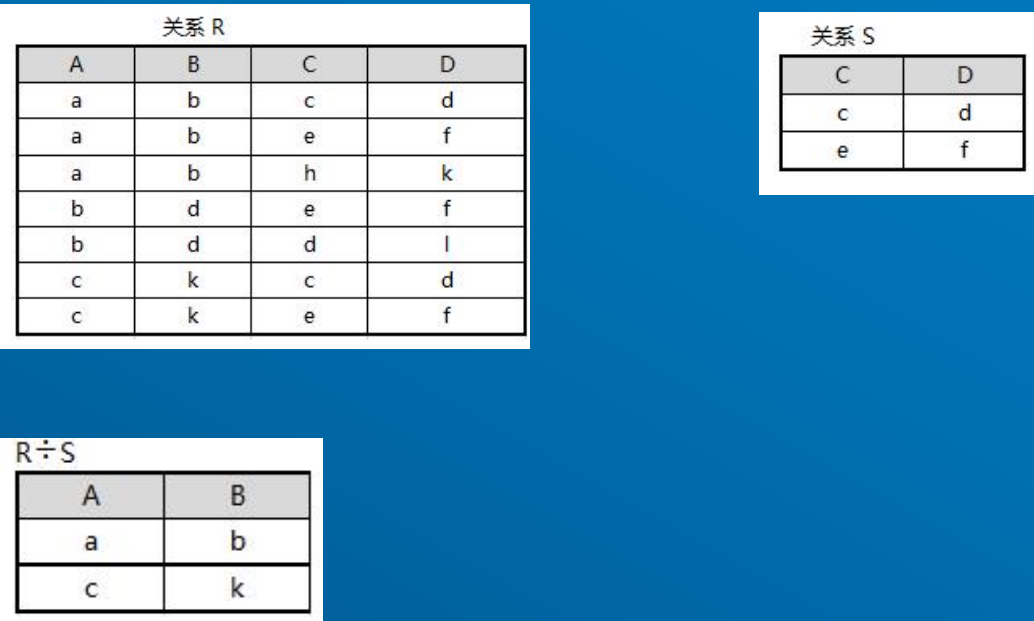 关系 R
A B C D
a b c d
a b e f
a b h k
b d e f
b d d l
c k c d
c k e f
关系 S
C D
c d
e f
R÷S
A B
a b
c k